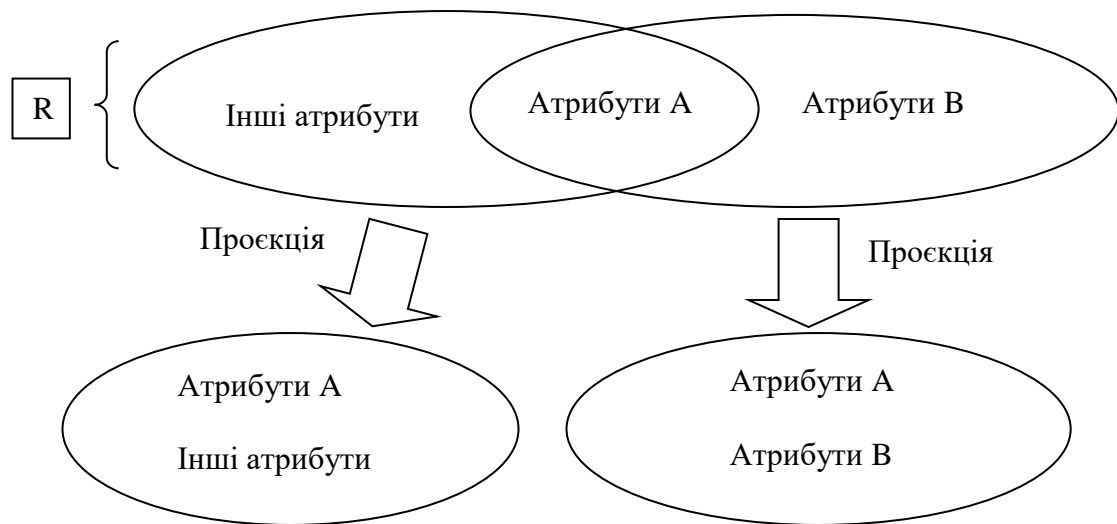 R
Інші атрибути
Атрибути А
Атрибути В
Проєкція
Проєкція
Атрибути А
Інші атрибути
Атрибути А
Атрибути В